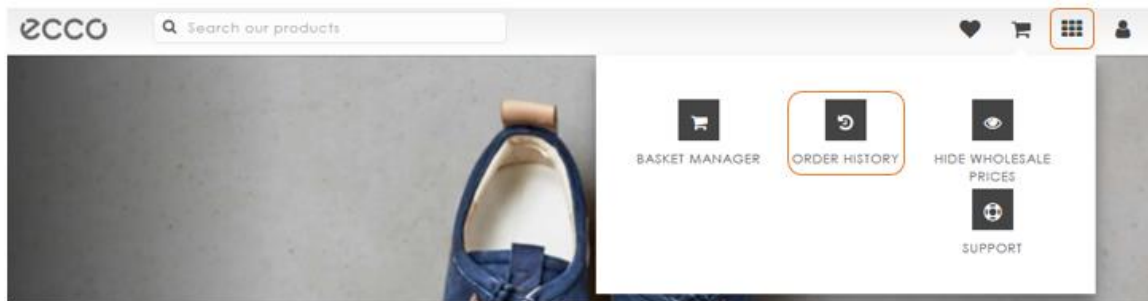 ecco
Search our products
BASKET MANAGER
ORDER HISTORY
HIDE WHOLESALE
PRICES
SUPPORT